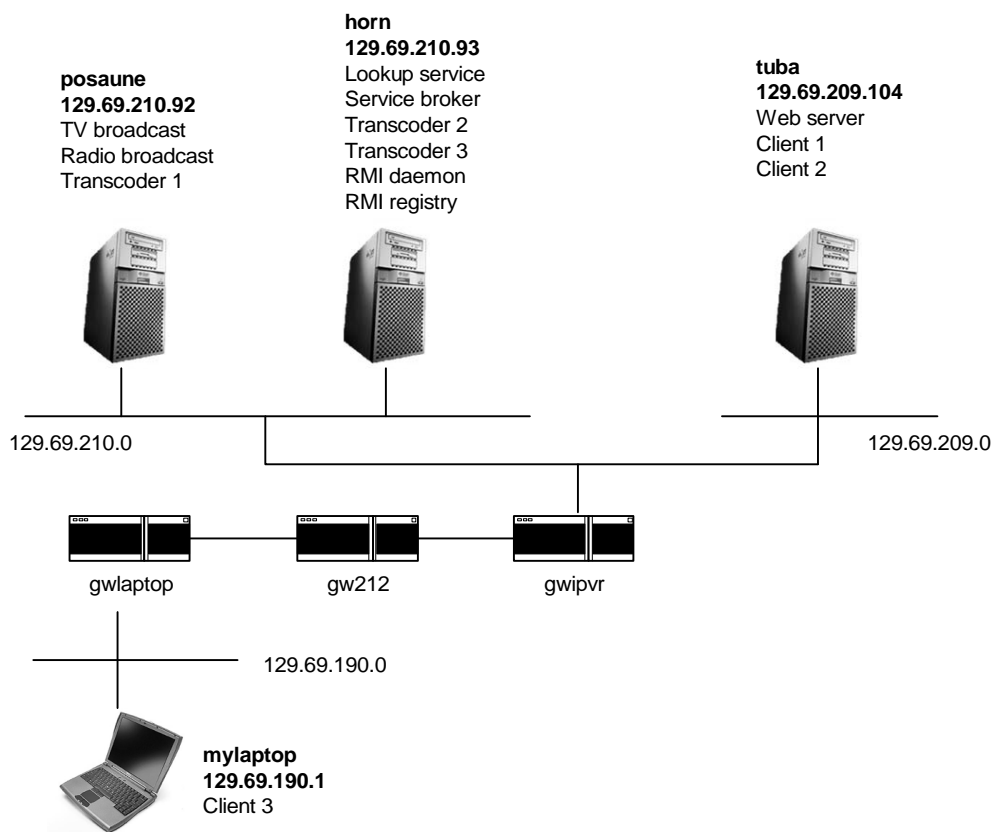 posaune
129.69.210.92
TV broadcast
Radio broadcast
Transcoder 1
horn
129.69.210.93
Lookup service
Service broker
Transcoder 2
Transcoder 3
RMI daemon
RMI registry
tuba
129.69.209.104
Web server
Client 1
Client 2
129.69.210.0
129.69.209.0
gwlaptop
gw212
gwipvr
129.69.190.0
mylaptop
129.69.190.1
Client 3